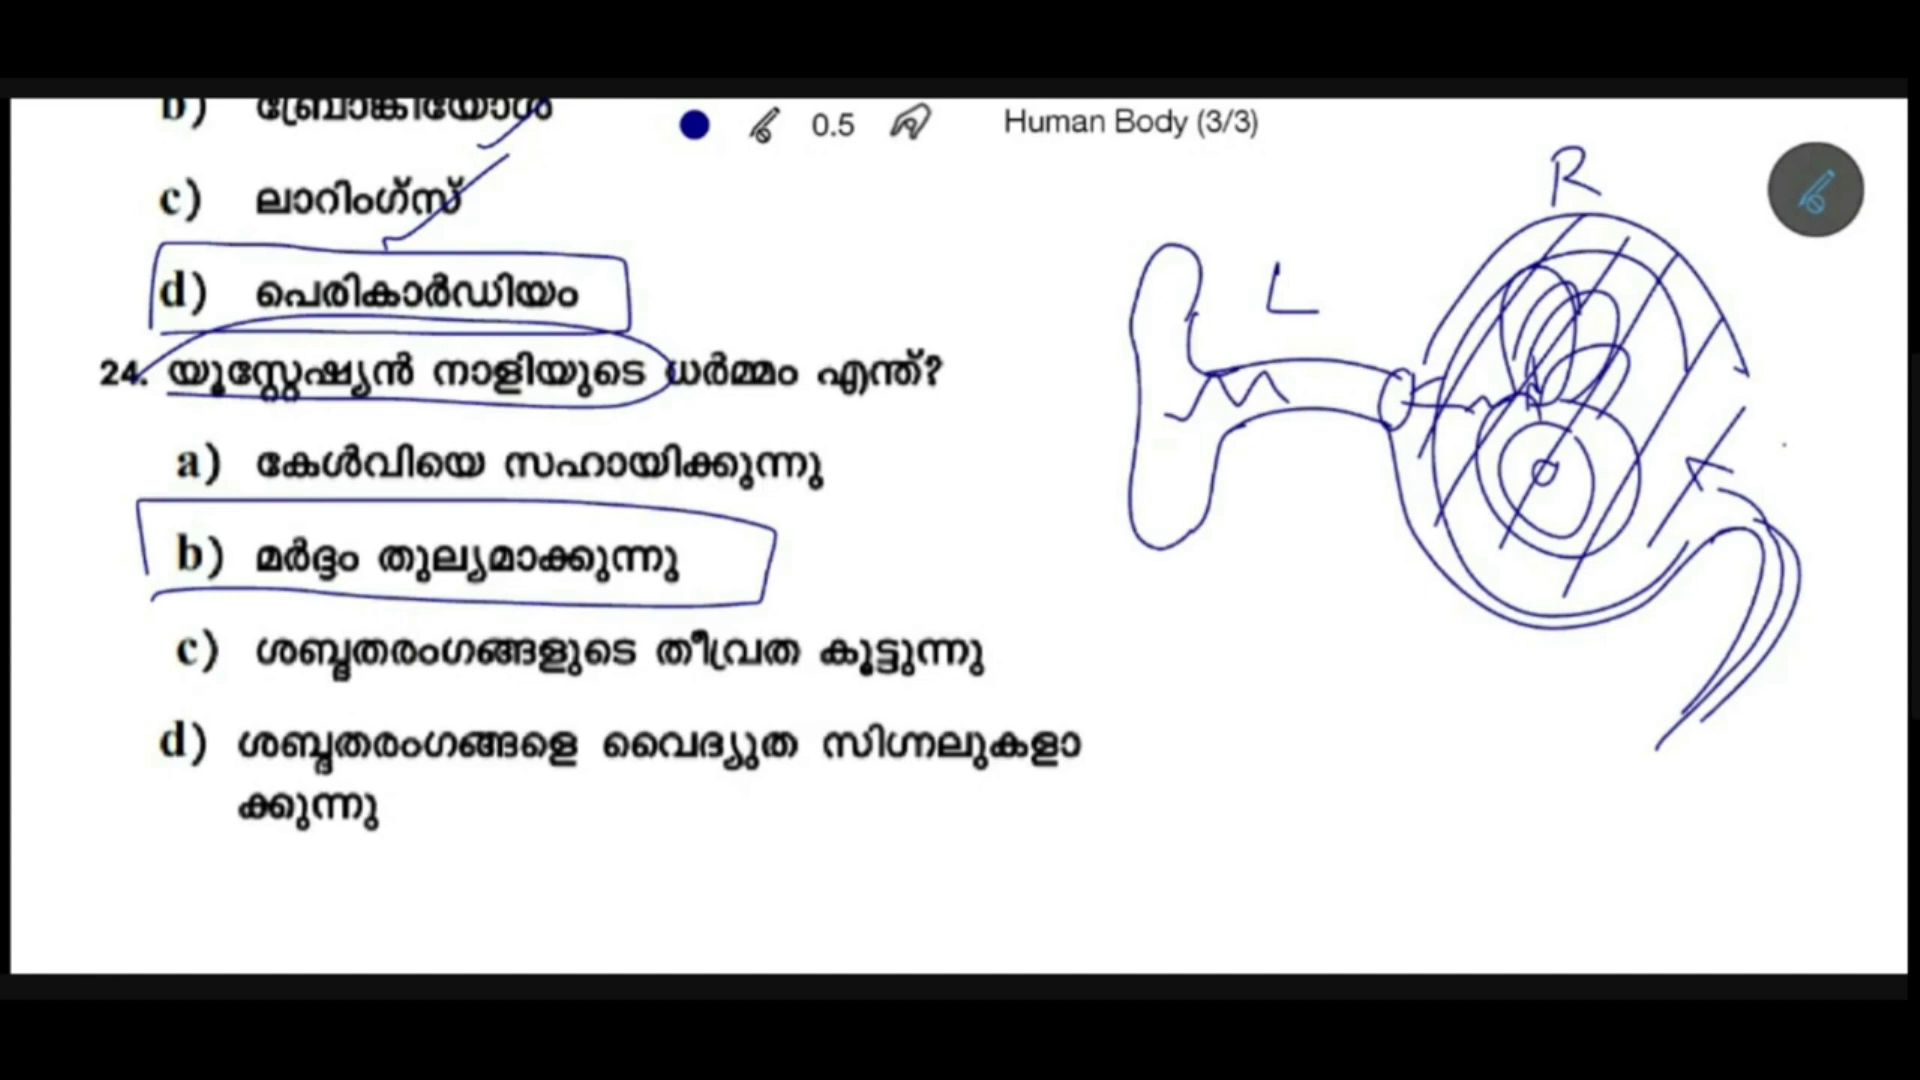 b) ബ്രോങ്കിയോൾ
0.5 Human Body (3/3)
c) ലാറിംഗ്സ്
d) പെരികാർഡിയം
24. യൂസ്റ്റേഷ്യൻ നാളിയുടെ ധർമ്മം എന്ത്?
a) കേൾവിയെ സഹായിക്കുന്നു
b) മർദ്ദം തുല്യമാക്കുന്നു
c) ശബ്ദതരംഗങ്ങളുടെ തീവ്രത കൂട്ടുന്നു
d) ശബ്ദതരംഗങ്ങളെ വൈദ്യുത സിഗ്നലുകളാ
ക്കുന്നു
R
L